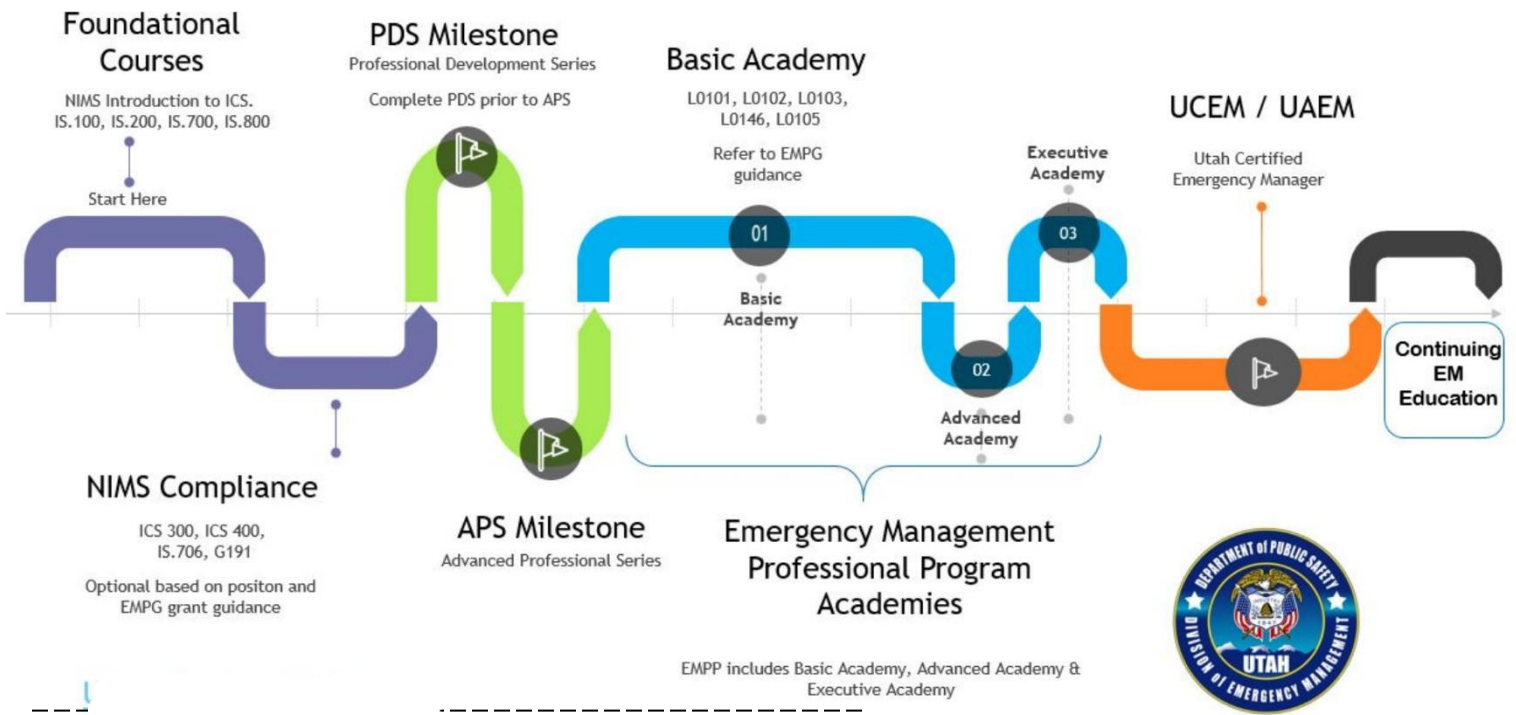 Foundational
Courses
NIMS Introduction to ICS.
IS.100, IS.200, IS.700, IS.800
Start Here
NIMS Compliance
ICS 300, ICS 400,
IS.706, G191
Optional based on positon and
EMPG grant guidance
PDS Milestone
Professional Development Series
Complete PDS prior to APS
APS Milestone
Advanced Professional Series
Basic Academy
L0101, L0102, L0103,
L0146, L0105
Refer to EMPG
guidance
01
Basic
Academy
02
Advanced
Academy
Executive
Academy
03
Emergency Management
Professional Program
Academies
EMPP includes Basic Academy, Advanced Academy &
Executive Academy
UCEM / UAEM
Utah Certified
Emergency Manager
Continuing
EM
Education
DEPARTMENT of PUBLIC SAFETY
1847
UTAH
DIVISION of EMERGENCY MANAGEMENT